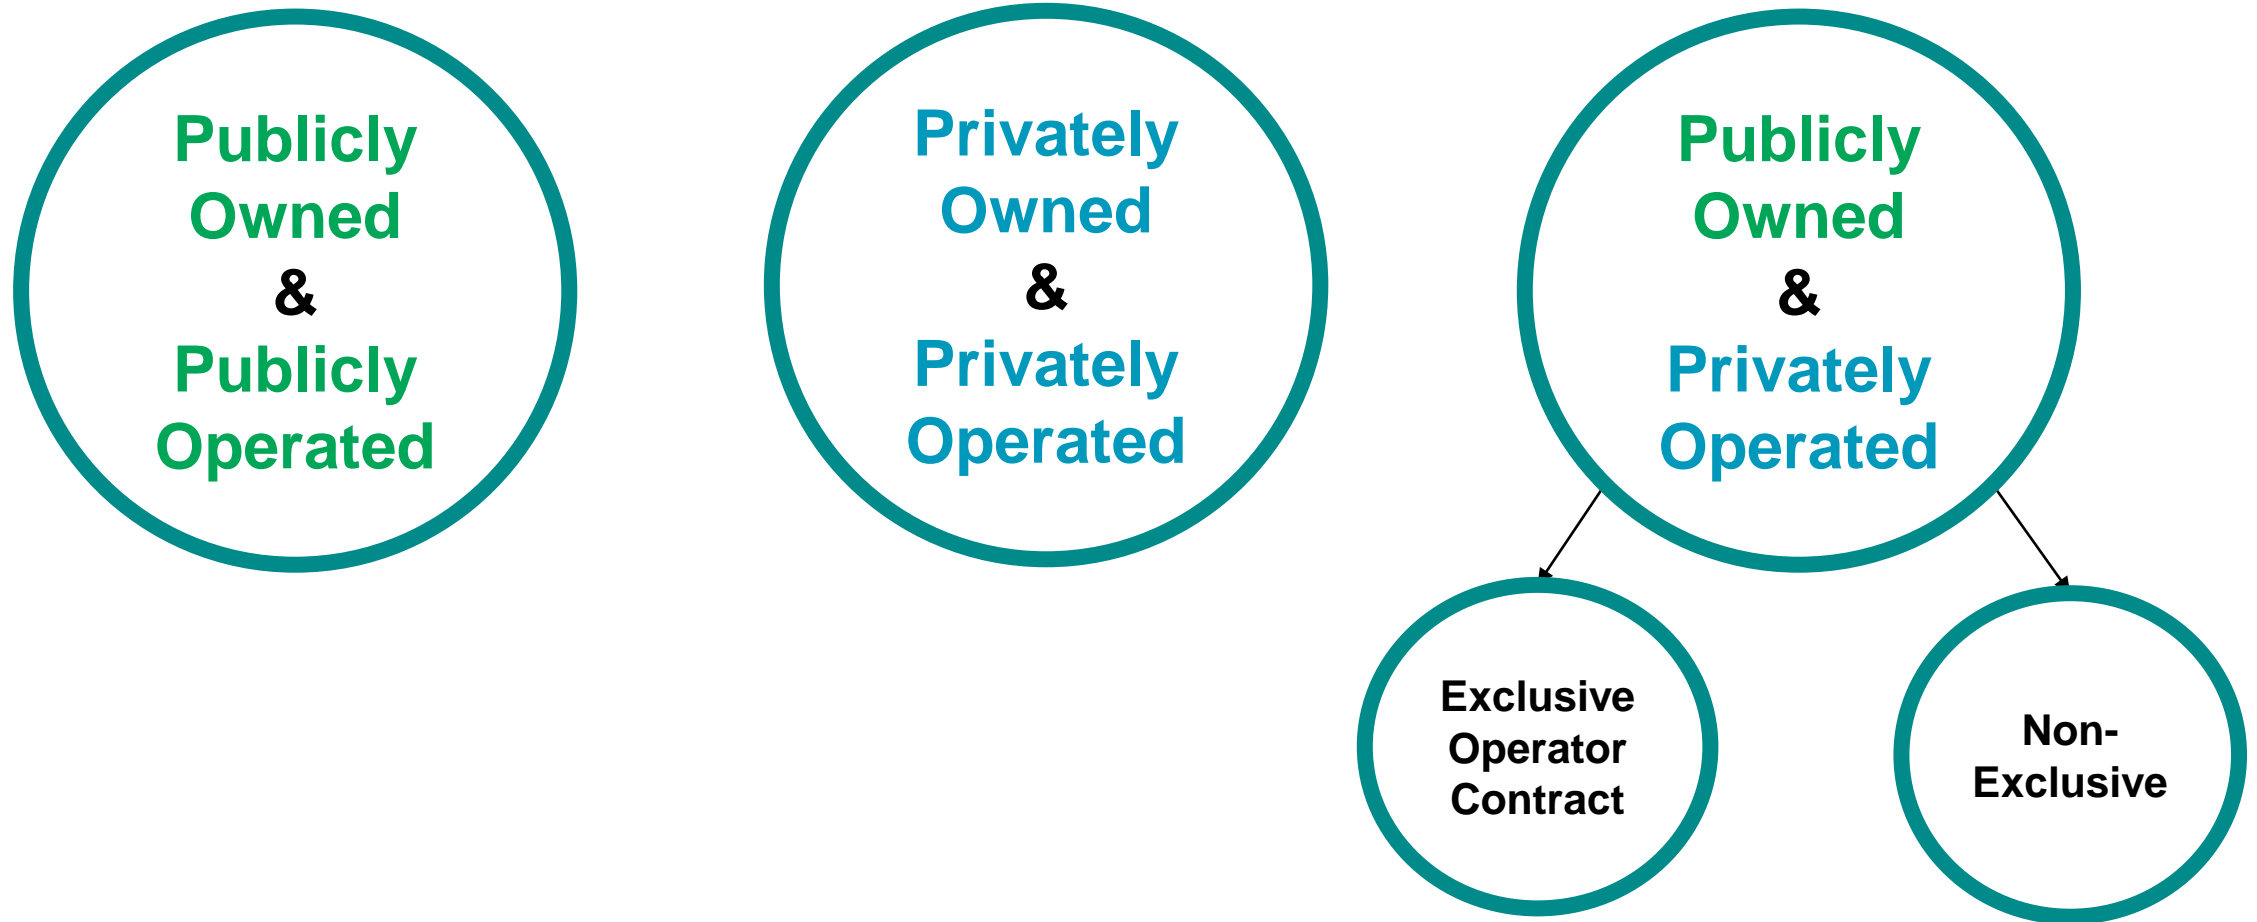 Publicly
Owned
&
Publicly
Operated
Privately
Owned
&
Privately
Operated
Publicly
Owned
&
Privately
Operated
Exclusive
Operator
Contract
Non-
Exclusive